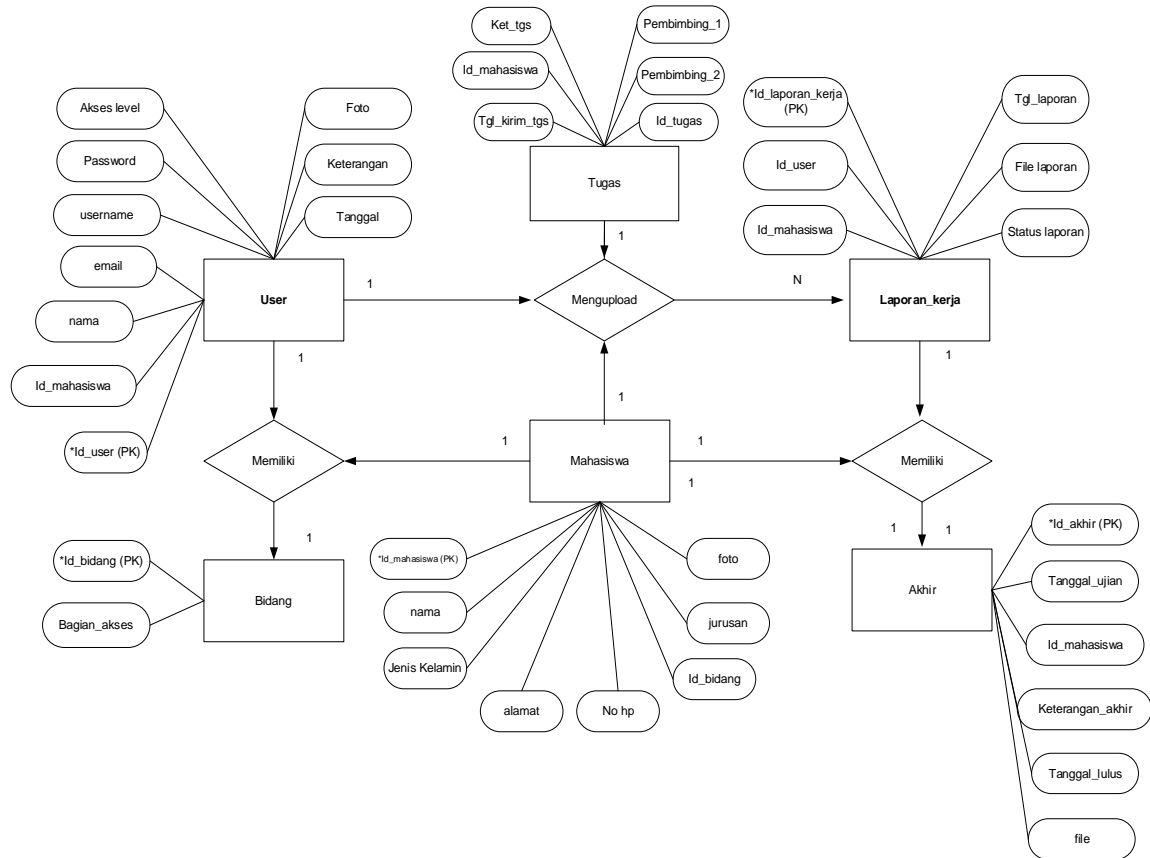 Ket_tgs
Pembimbing_1
Id_mahasiswa
Pembimbing_2
Tgl_kirim_tgs
Id_tugas
Tugas
1
Akses level
Foto
Password
Keterangan
username
Tanggal
email
nama
Id_mahasiswa
*Id_user (PK)
User
1
1
Mengupload
N
*Id_laporan_kerja
(PK)
Tgl_laporan
Id_user
File laporan
Id_mahasiswa
Status laporan
Laporan_kerja
1
1
Memiliki
1
Mahasiswa
1
1
Memiliki
1
1
1
*Id_bidang (PK)
Bagian_akses
Bidang
*Id_mahasiswa (PK)
foto
nama
jurusan
Jenis Kelamin
Id_bidang
alamat
No hp
Akhir
*Id_akhir (PK)
Tanggal_ujian
Id_mahasiswa
Keterangan_akhir
Tanggal_lulus
file